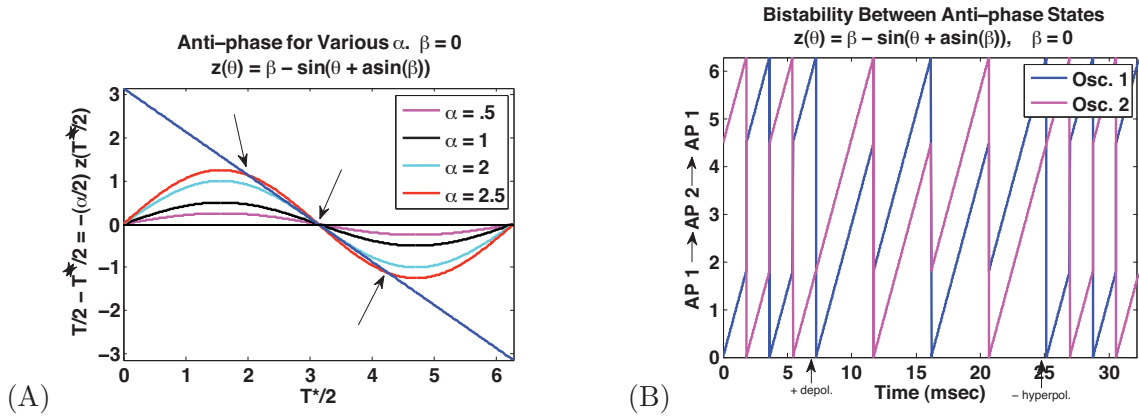 Anti–phase for Various α. β = 0
z(θ) = β – sin(θ + asin(β))
T/2 – T*/2 = –(α/2) z(T*/2)
3
2
1
0
–1
–2
–3
α = .5
α = 1
α = 2
α = 2.5
0 1 2 3 4 5 6
T*/2
(A)
Bistability Between Anti–phase States
z(θ) = β – sin(θ + asin(β)), β = 0
AP 1 → AP 2 → AP 1
6
5
4
3
2
1
0
Osc. 1
Osc. 2
0 5 10 15 20 25 30
Time (msec)
+ depol.
– hyperpol.
(B)